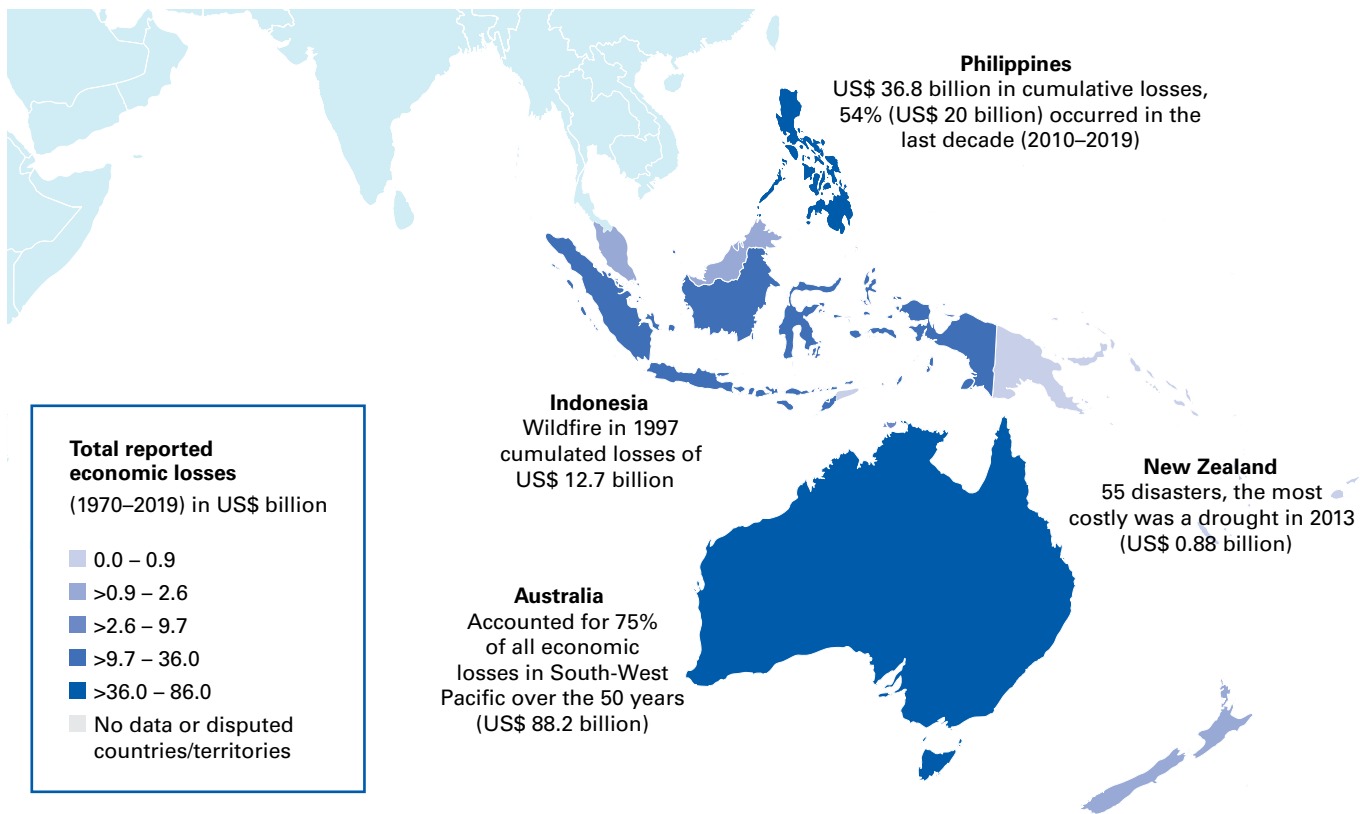 Philippines
US$ 36.8 billion in cumulative losses,
54% (US$ 20 billion) occurred in the
last decade (2010–2019)
Indonesia
Wildfire in 1997
cumulated losses of
US$ 12.7 billion
New Zealand
55 disasters, the most
costly was a drought in 2013
(US$ 0.88 billion)
Australia
Accounted for 75%
of all economic
losses in South-West
Pacific over the 50 years
(US$ 88.2 billion)
Total reported
economic losses
(1970–2019) in US$ billion
0.0 – 0.9
>0.9 – 2.6
>2.6 – 9.7
>9.7 – 36.0
>36.0 – 86.0
No data or disputed
countries/territories